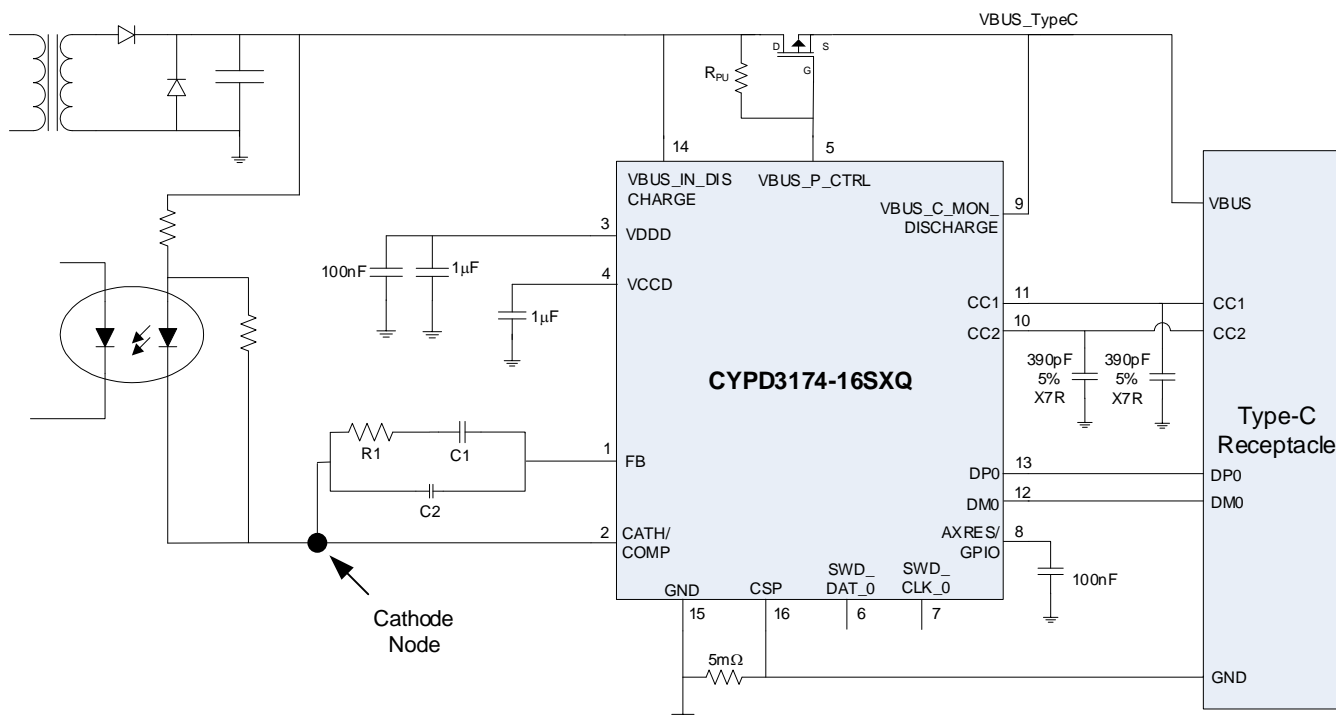 VBUS_TypeC
D
S
G
RPU
14
5
VBUS_IN_DIS
CHARGE
VBUS_P_CTRL
VBUS_C_MON_
DISCHARGE
9
VBUS
3
VDDD
100nF
1μF
4
VCCD
1μF
CC1
11
CC1
CC2
10
CC2
390pF
5%
X7R
390pF
5%
X7R
CYPD3174-16SXQ
Type-C
Receptacle
R1
C1
C2
1
FB
DP0
13
DP0
DM0
12
DM0
2
CATH/
COMP
AXRES/
GPIO
8
100nF
GND
CSP
SWD_
DAT_0
SWD_
CLK_0
15
16
6
7
Cathode
Node
5mΩ
GND